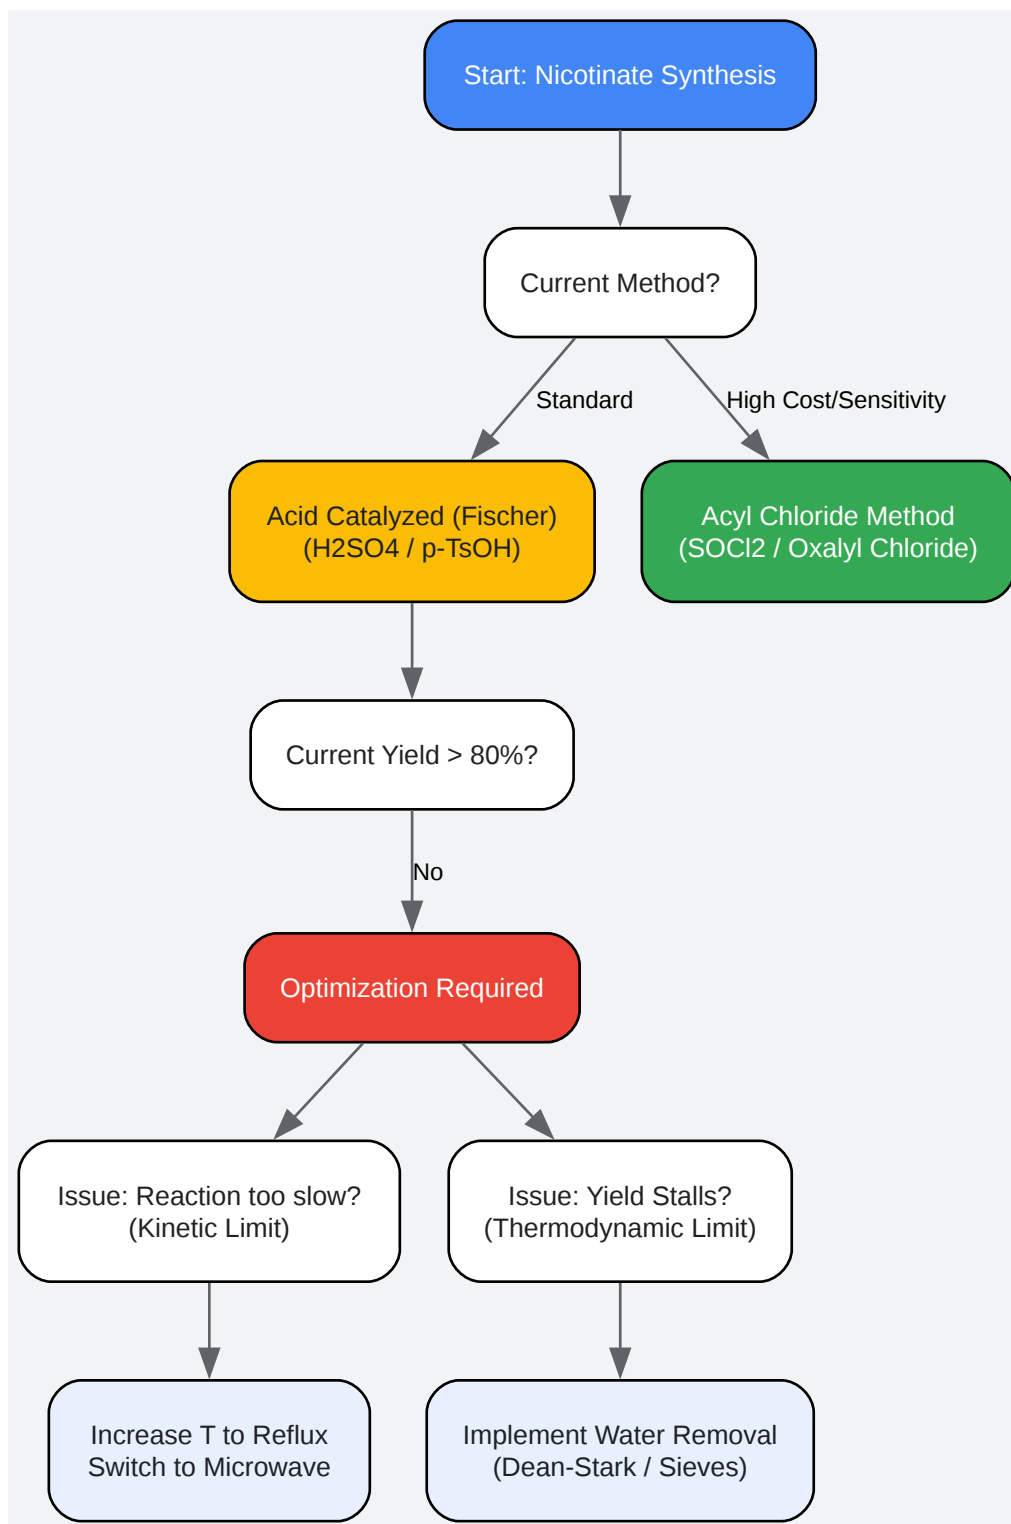 Start: Nicotinate Synthesis
Current Method?
Standard
High Cost/Sensitivity
Acid Catalyzed (Fischer)
(H2SO4 / p-TsOH)
Acyl Chloride Method
(SOCl2 / Oxalyl Chloride)
Current Yield > 80%?
No
Optimization Required
Issue: Reaction too slow?
(Kinetic Limit)
Issue: Yield Stalls?
(Thermodynamic Limit)
Increase T to Reflux
Switch to Microwave
Implement Water Removal
(Dean-Stark / Sieves)